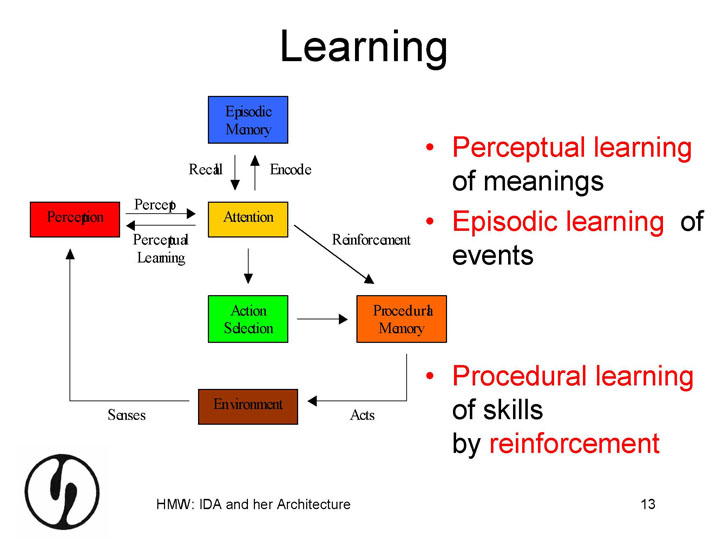 Learning
Episodic
Memory
Recall
Encode
Perception
Percept
Attention
Perceptual
Learning
Reinforcement
Action
Selection
Procedural
Memory
Environment
Senses
Acts
• Perceptual learning
of meanings
• Episodic learning of
events
• Procedural learning
of skills
by reinforcement
HMW: IDA and her Architecture
13